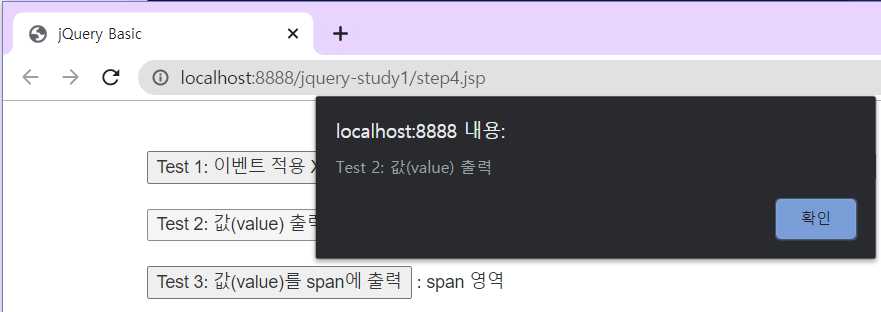 jQuery Basic
localhost:8888/jquery-study1/step4.jsp
localhost:8888 내용:
Test 2: 값(value) 출력
확인
Test 1: 이벤트 적용 X
Test 2: 값(value) 출력
Test 3: 값(value)를 span에 출력 : span 영역